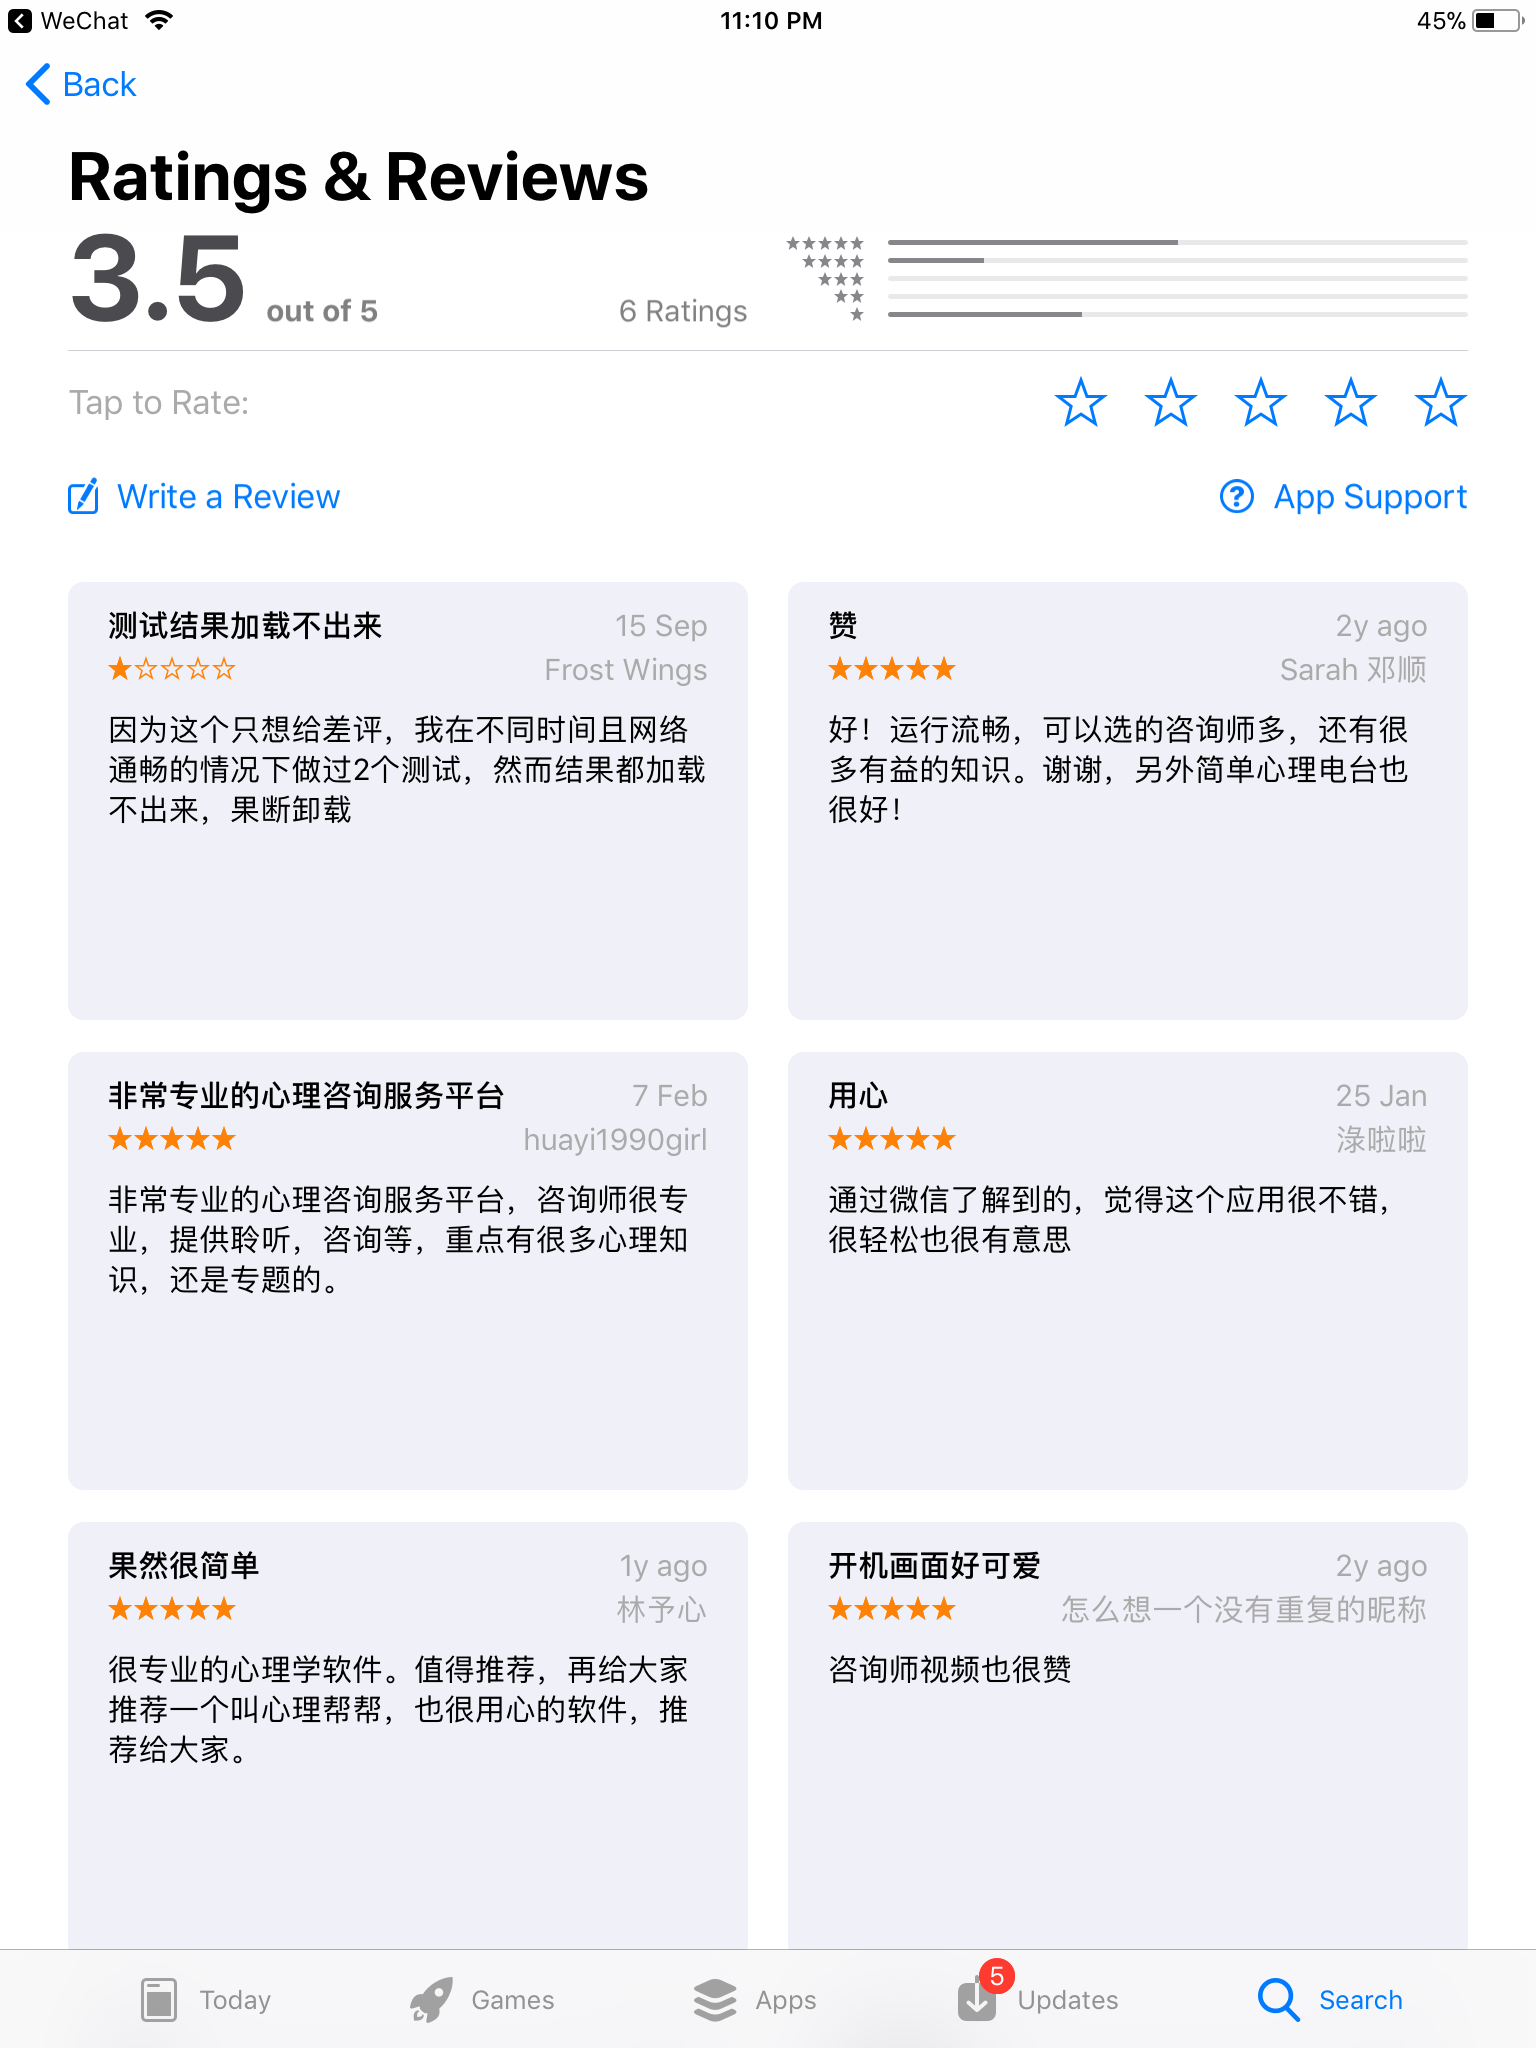 WeChat
11:10 PM
45%
Back
Ratings & Reviews
3.5 out of 5
6 Ratings
Tap to Rate:
Write a Review
App Support
测试结果加载不出来
15 Sep
Frost Wings
因为这个只想给差评，我在不同时间且网络
通畅的情况下做过2个测试，然而结果都加载
不出来，果断卸载
赞
2y ago
Sarah 邓顺
好！运行流畅，可以选的咨询师多，还有很
多有益的知识。谢谢，另外简单心理电台也
很好！
非常专业的心理咨询服务平台
7 Feb
huayi1990girl
非常专业的心理咨询服务平台，咨询师很专
业，提供聆听，咨询等，重点有很多心理知
识，还是专题的。
用心
25 Jan
淥啦啦
通过微信了解到的，觉得这个应用很不错，
很轻松也很有意思
果然很简单
1y ago
林予心
很专业的心理学软件。值得推荐，再给大家
推荐一个叫心理帮帮，也很用心的软件，推
荐给大家。
开机画面好可爱
2y ago
怎么想一个没有重复的昵称
咨询师视频也很赞
Today
Games
Apps
5
Updates
Search